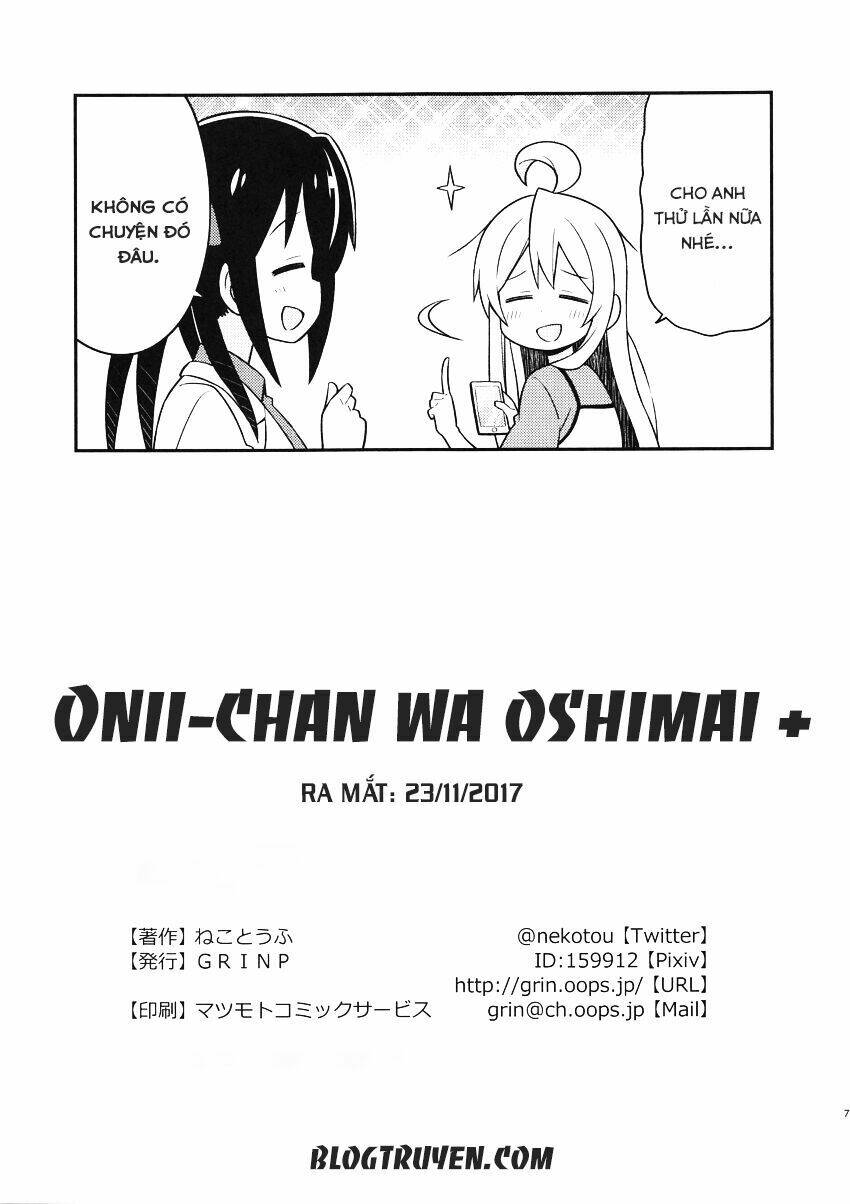 CHO ANH
THỬ LẦN NỮA
NHÉ...
KHÔNG CÓ
CHUYỆN ĐÓ
ĐÂU.
ONII-CHAN WA OSHIMAI +
RA MẮT: 23/11/2017
【著作】ねことうふ
【発行】ＧＲＩＮＰ
【印刷】マツモトコミックサービス
@nekotou【Twitter】
ID:159912【Pixiv】
http://grin.oops.jp/【URL】
grin@ch.oops.jp【Mail】
7
BLOGTRUYEN.COM